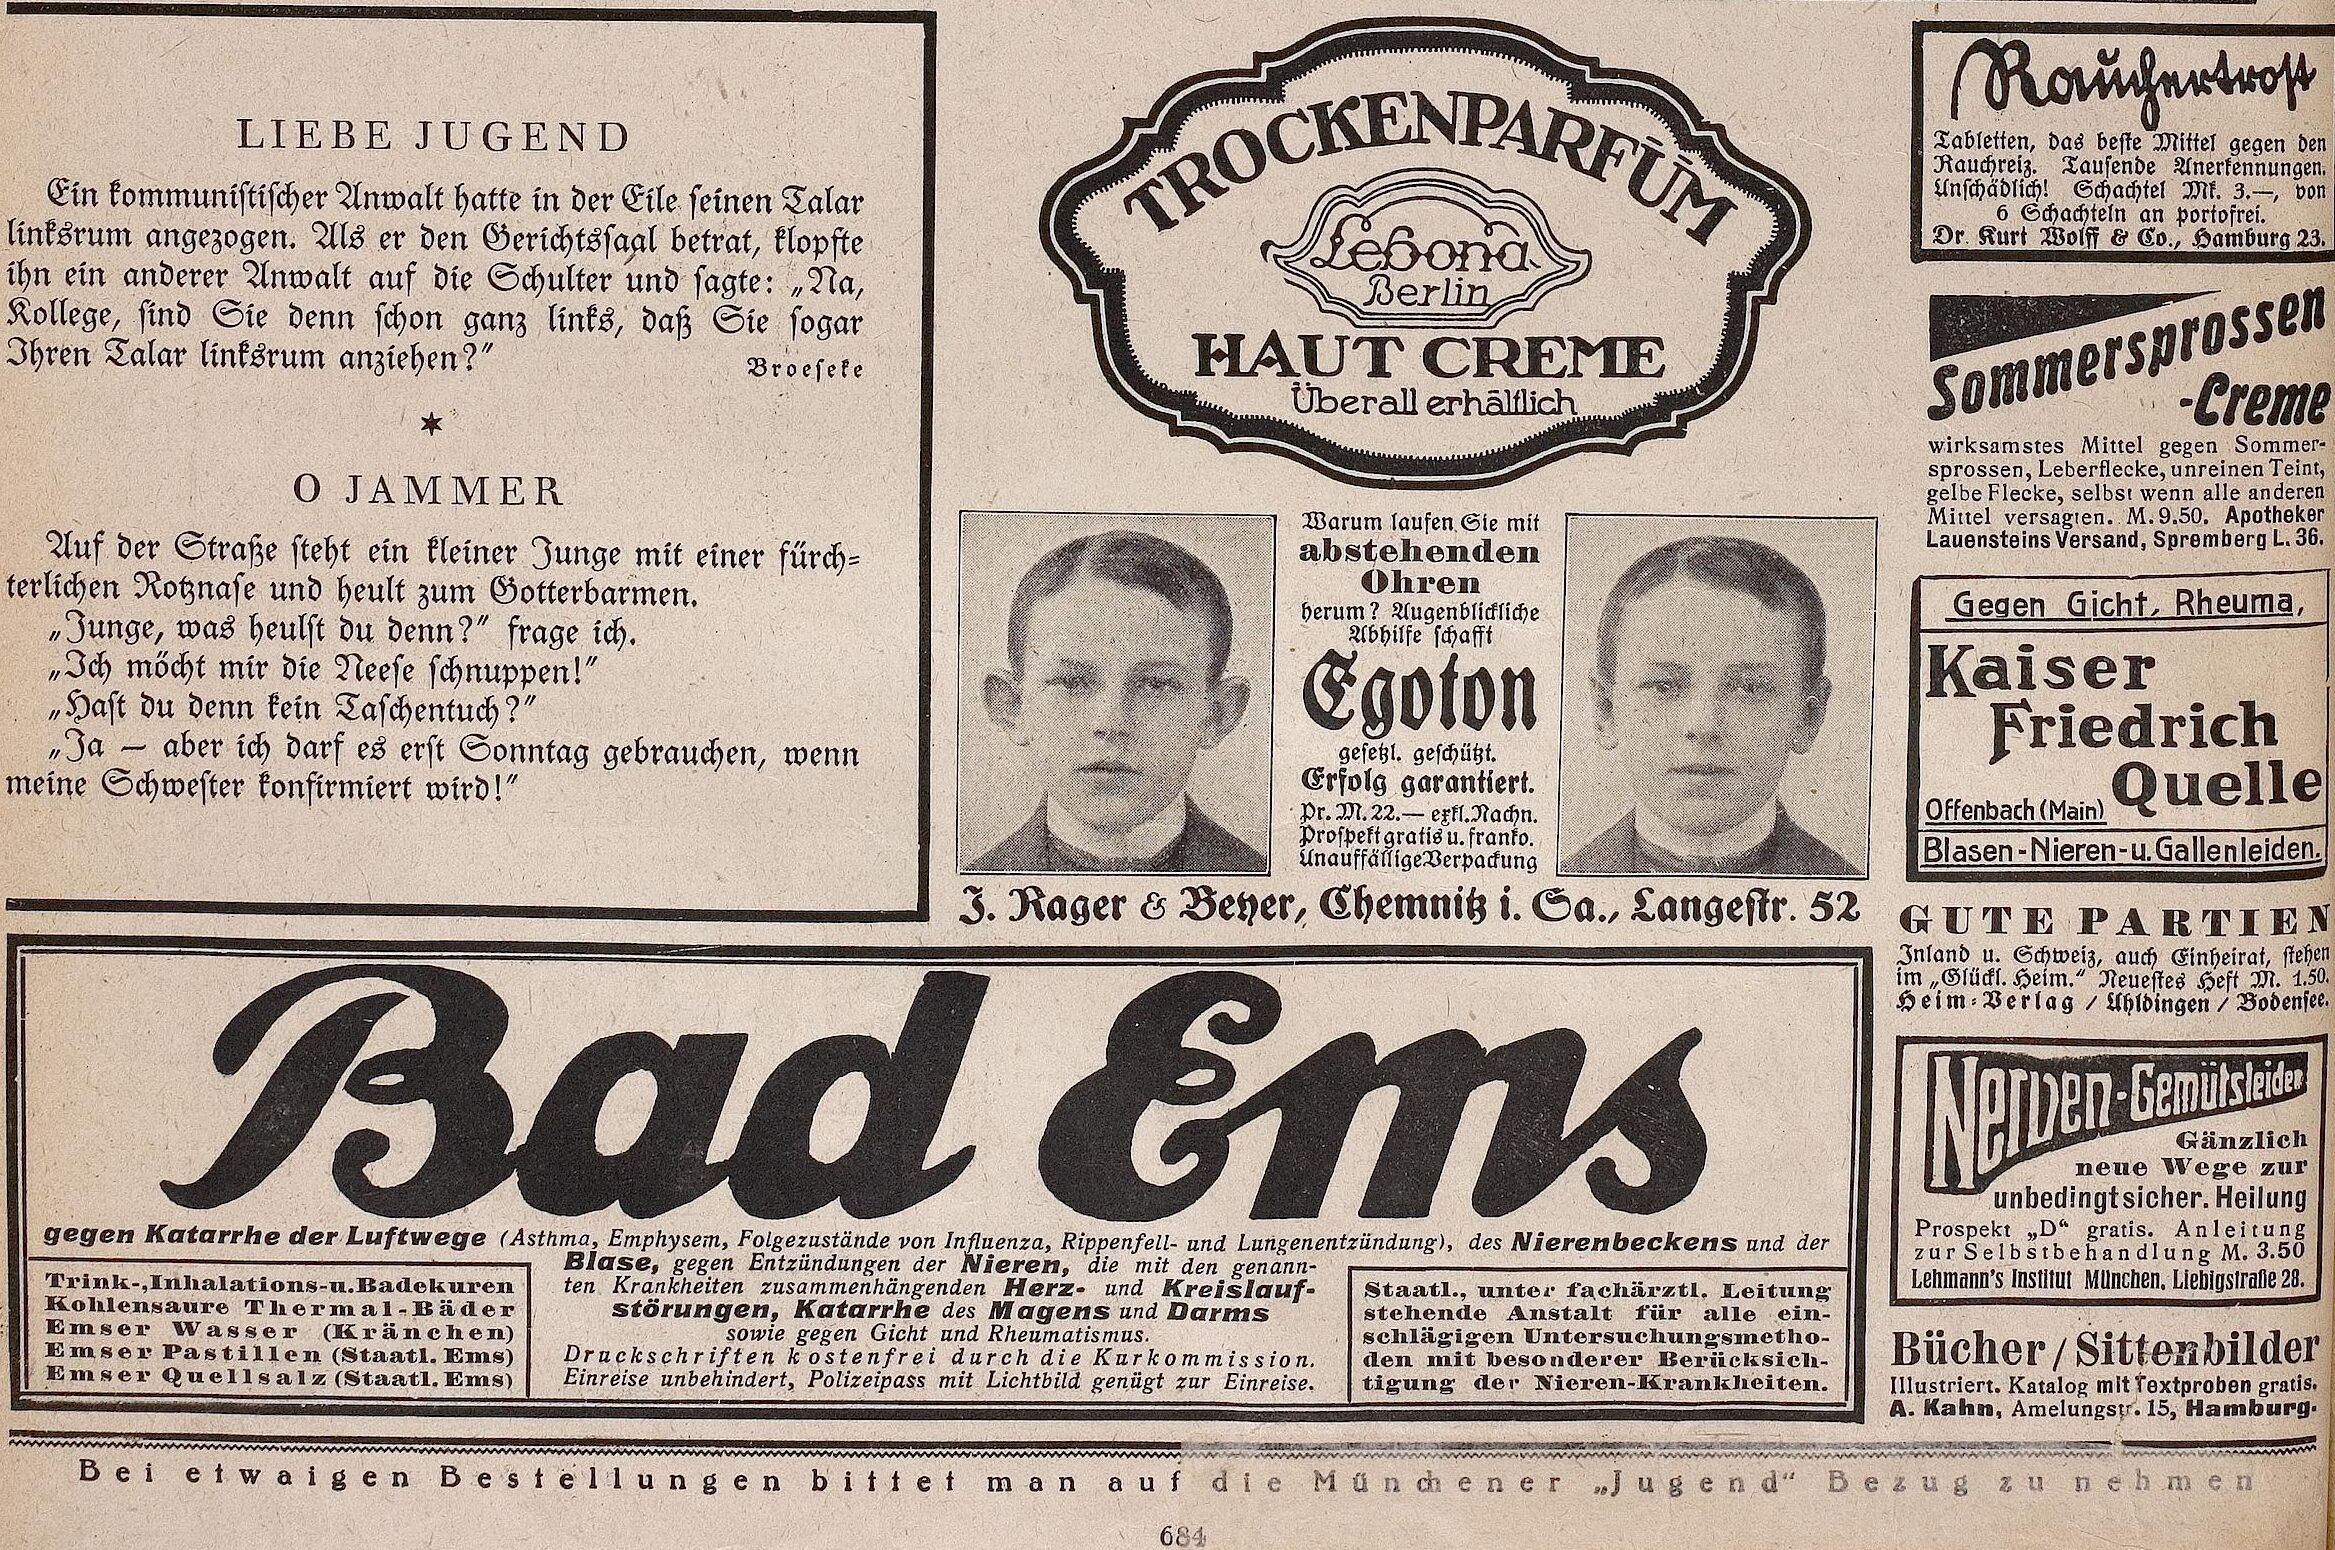 LIEBE JUGEND
Ein kommunistischer Anwalt hatte in der Eile seinen Talar
linksrum angezogen. Als er den Gerichtssaal betrat, klopfte
ihn ein anderer Anwalt auf die Schulter und sagte: „Na,
Kollege, sind Sie denn schon ganz links, daß Sie sogar
Ihren Talar linksrum anziehen?“
Broeseke
O JAMMER
Auf der Straße steht ein kleiner Junge mit einer fürch-
terlichen Rotznase und heult zum Gotterbarmen.
„Junge, was heulst du denn?“ frage ich.
„Ich möcht mir die Neese schnuppen!“
„Hast du denn kein Taschentuch?“
„Ja — aber ich darf es erst Sonntag gebrauchen, wenn
meine Schwester konfirmiert wird!“
TROCKENPARFÜM
Lebona
Berlin
HAUT CREME
Überall erhältlich
Warum laufen Sie mit
abstehenden
Ohren
herum? Augenblickliche
Abhilfe schafft
Egoton
gesetzl. geschützt.
Erfolg garantiert.
Pr. M. 22.— exkl. Nachn.
Prospekt gratis u. franko.
Unauffällige Verpackung
J. Rager & Beyer, Chemnitz i. Sa., Langestr. 52
Rauchertrost
Tabletten, das beste Mittel gegen den
Rauchreiz. Tausende Anerkennungen.
Unschädlich! Schachtel Mk. 3.—, von
6 Schachteln an portofrei.
Dr. Kurt Wolff & Co., Hamburg 23.
Sommersprossen
-Creme
wirksamstes Mittel gegen Sommer-
sprossen, Leberflecke, unreinen Teint,
gelbe Flecke, selbst wenn alle anderen
Mittel versagten. M. 9.50. Apotheker
Lauensteins Versand, Spremberg L. 36.
Gegen Gicht, Rheuma,
Kaiser
Friedrich
Quelle
Offenbach (Main)
Blasen-Nieren-u. Gallenleiden.
GUTE PARTIEN
Inland u. Schweiz, auch Einheirat, stehen
im „Glückl. Heim.“ Neuestes Heft M. 1.50.
Heim-Verlag / Uhldingen / Bodensee.
Nerven-Gemütsleiden
Gänzlich
neue Wege zur
unbedingt sicher. Heilung
Prospekt „D“ gratis. Anleitung
zur Selbstbehandlung M. 3.50
Lehmann's Institut München, Liebigstraße 28.
Bücher / Sittenbilder
Illustriert. Katalog mit Textproben gratis.
A. Kahn, Amelungstr. 15, Hamburg.
Bad Ems
gegen Katarrhe der Luftwege (Asthma, Emphysem, Folgezustände von Influenza, Rippenfell- und Lungenentzündung), des Nierenbeckens und der
Blase, gegen Entzündungen der Nieren, die mit den genann-
ten Krankheiten zusammenhängenden Herz- und Kreislauf-
störungen, Katarrhe des Magens und Darms
sowie gegen Gicht und Rheumatismus.
Druckschriften kostenfrei durch die Kurkommission.
Einreise unbehindert, Polizeipass mit Lichtbild genügt zur Einreise.
Trink-, Inhalations-u. Badekuren
Kohlensaure Thermal-Bäder
Emser Wasser (Kränchen)
Emser Pastillen (Staatl. Ems)
Emser Quellsalz (Staatl. Ems)
Staatl., unter fachärztl. Leitung
stehende Anstalt für alle ein-
schlägigen Untersuchungsmetho-
den mit besonderer Berücksich-
tigung der Nieren-Krankheiten.
Bei etwaigen Bestellungen bittet man auf die Münchener „Jugend“ Bezug zu nehmen
684